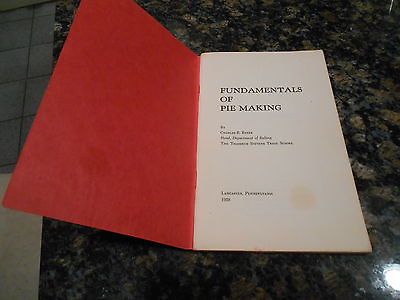 FUNDAMENTALS
OF
PIE MAKING
By
Head, Department of Baking
The Thaddeus Stevens Trade School
Lancaster, Pennsylvania